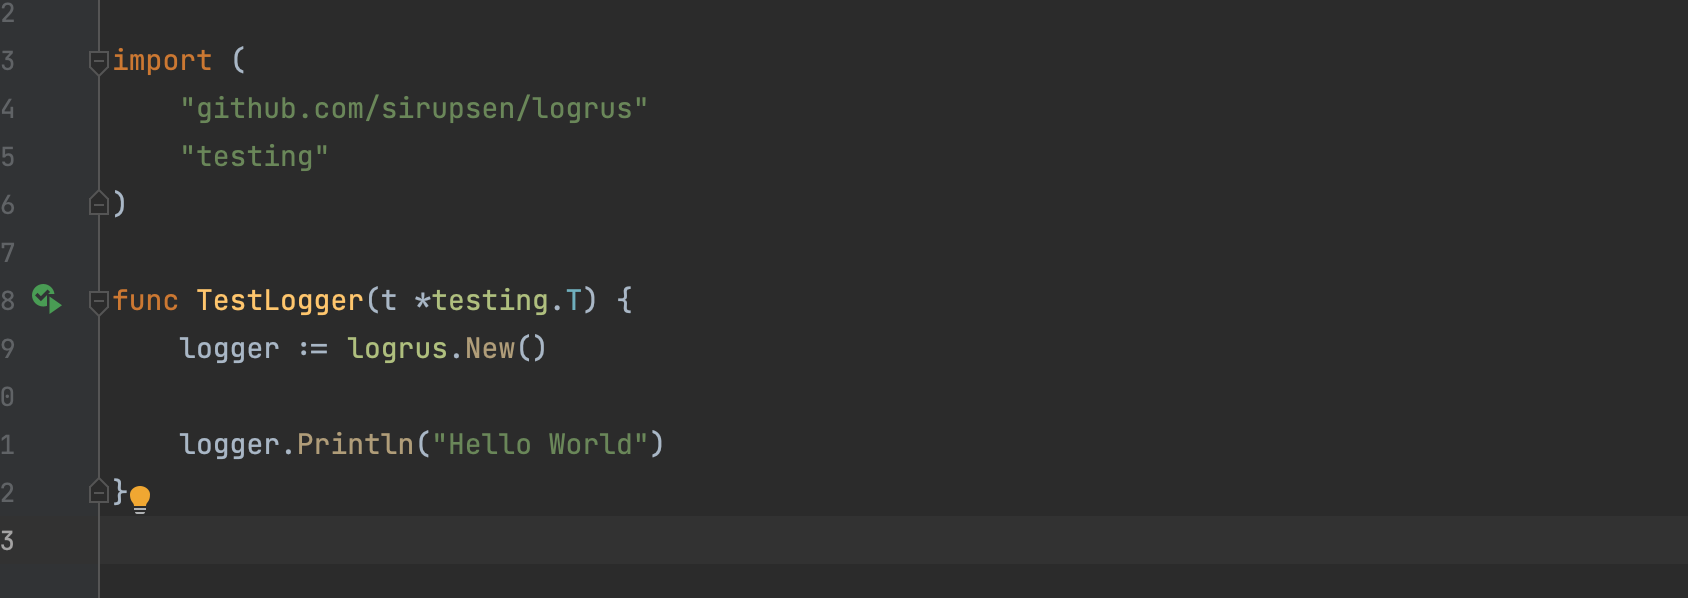 2
3 import (
4 "github.com/sirupsen/logrus"
5 "testing"
6 )
7
8 func TestLogger(t *testing.T) {
9 logger := logrus.New()
0
1 logger.Println("Hello World")
2 }
3